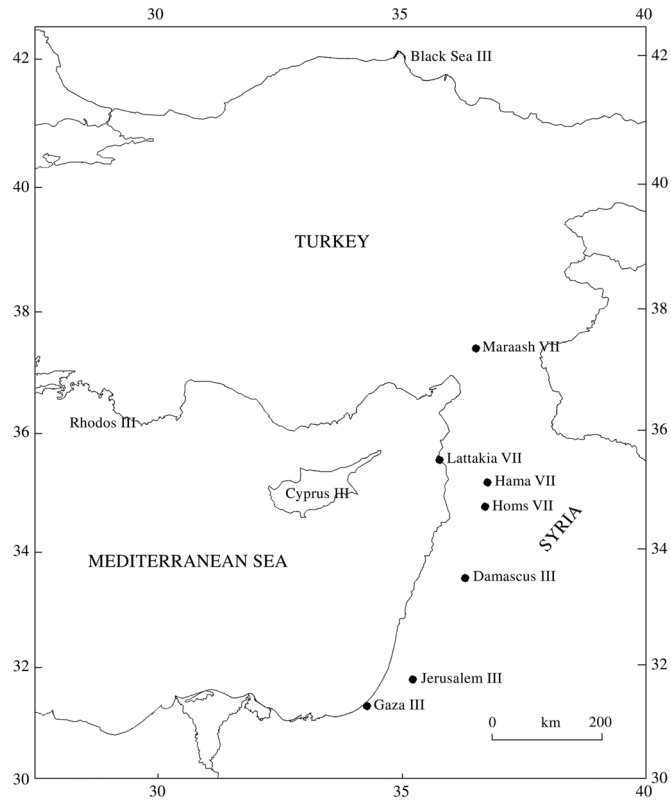 30 35 40
42 Black Sea III 42
40 40
TURKEY
38 38
Maraash VII
Rhodos III
36 36
Lattakia VII
Hama VII
Cyprus III
Homs VII
SYRIA
34 34
MEDITERRANEAN SEA
Damascus III
32 32
Jerusalem III
Gaza III
0 km 200
30 30
30 35 40